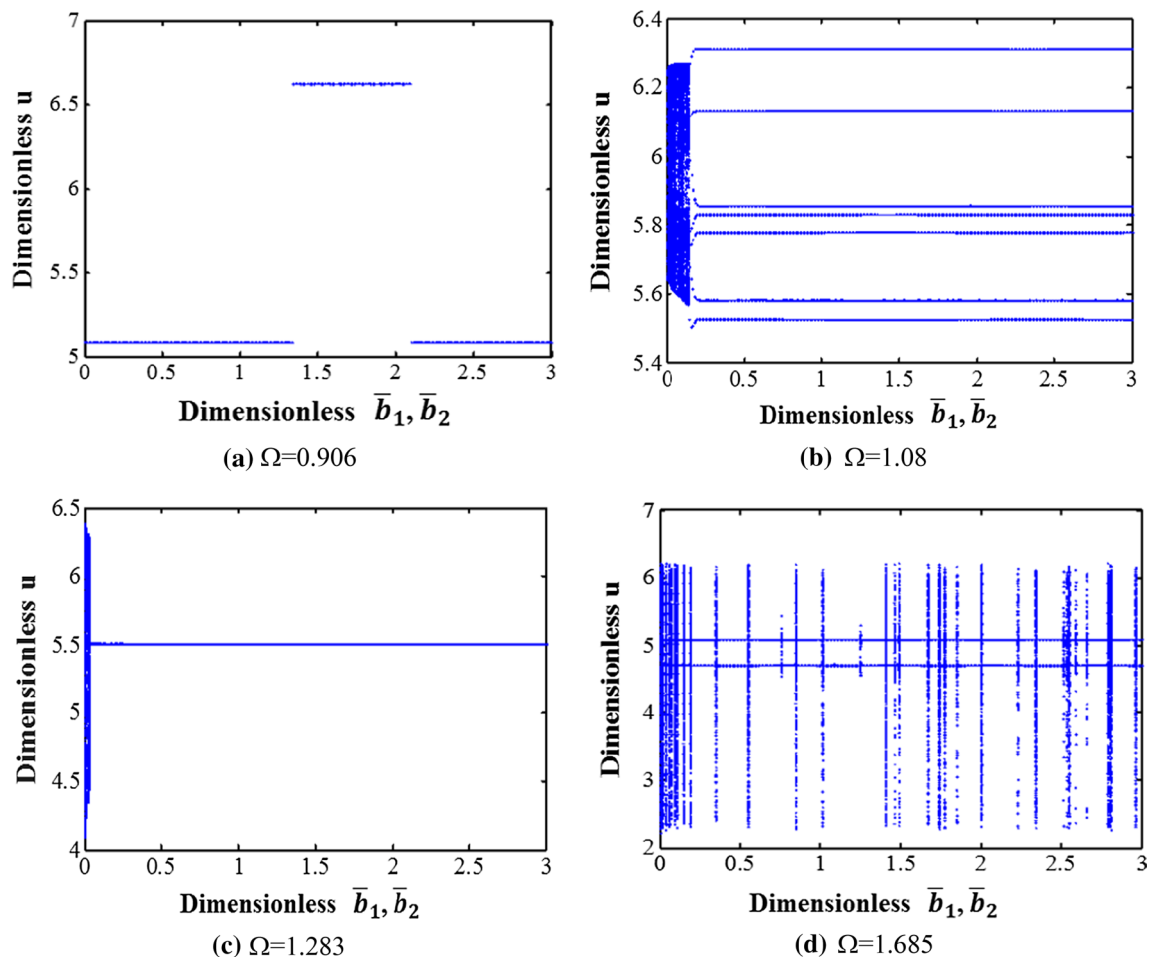 7
6.5
6
5.5
5
0 0.5 1 1.5 2 2.5 3
Dimensionless u
Dimensionless b̅₁, b̅₂
(a) Ω=0.906
6.4
6.2
6
5.8
5.6
5.4
0 0.5 1 1.5 2 2.5 3
Dimensionless u
Dimensionless b̅₁, b̅₂
(b) Ω=1.08
6.5
6
5.5
5
4.5
4
0 0.5 1 1.5 2 2.5 3
Dimensionless u
Dimensionless b̅₁, b̅₂
(c) Ω=1.283
7
6
5
4
3
2
0 0.5 1 1.5 2 2.5 3
Dimensionless u
Dimensionless b̅₁, b̅₂
(d) Ω=1.685